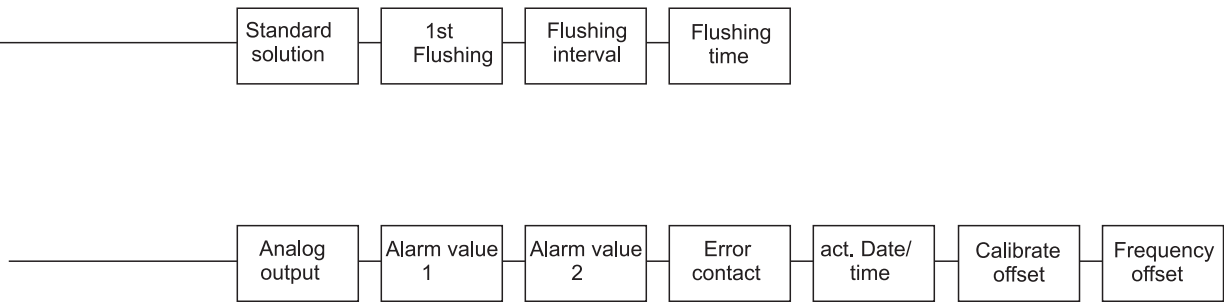 Standard
solution
1st
Flushing
Flushing
interval
Flushing
time
Analog
output
Alarm value
1
Alarm value
2
Error
contact
act. Date/
time
Calibrate
offset
Frequency
offset